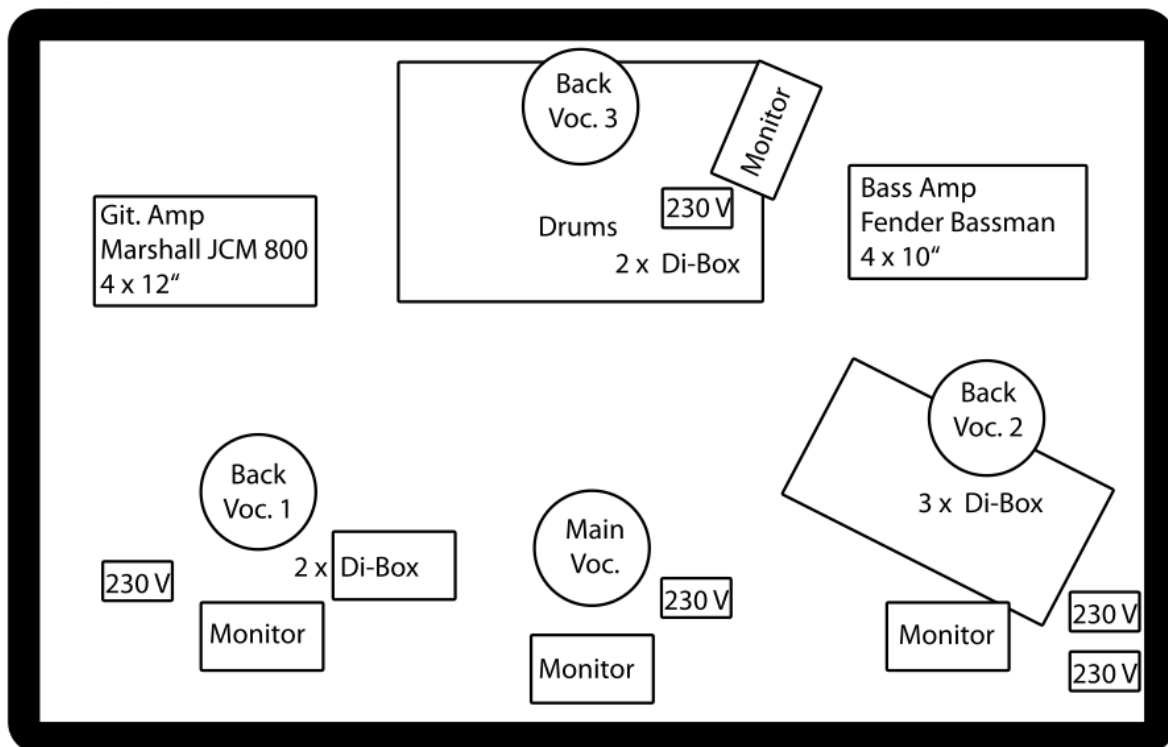 Back
Voc. 3
Monitor
230 V
Drums
2 x Di-Box
Git. Amp
Marshall JCM 800
4 x 12“
Bass Amp
Fender Bassman
4 x 10“
Back
Voc. 1
2 x Di-Box
230 V
Monitor
Main
Voc.
230 V
Monitor
Back
Voc. 2
3 x Di-Box
Monitor
230 V
230 V